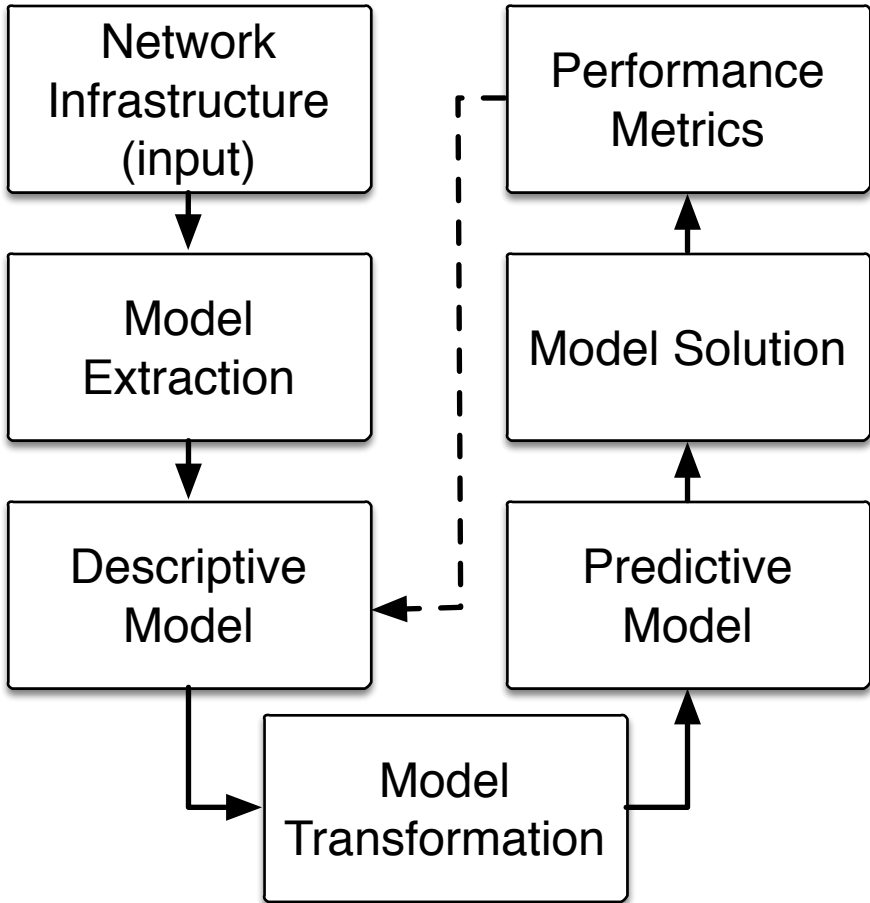 Network
Infrastructure
(input)
Model
Extraction
Descriptive
Model
Model
Transformation
Predictive
Model
Model Solution
Performance
Metrics